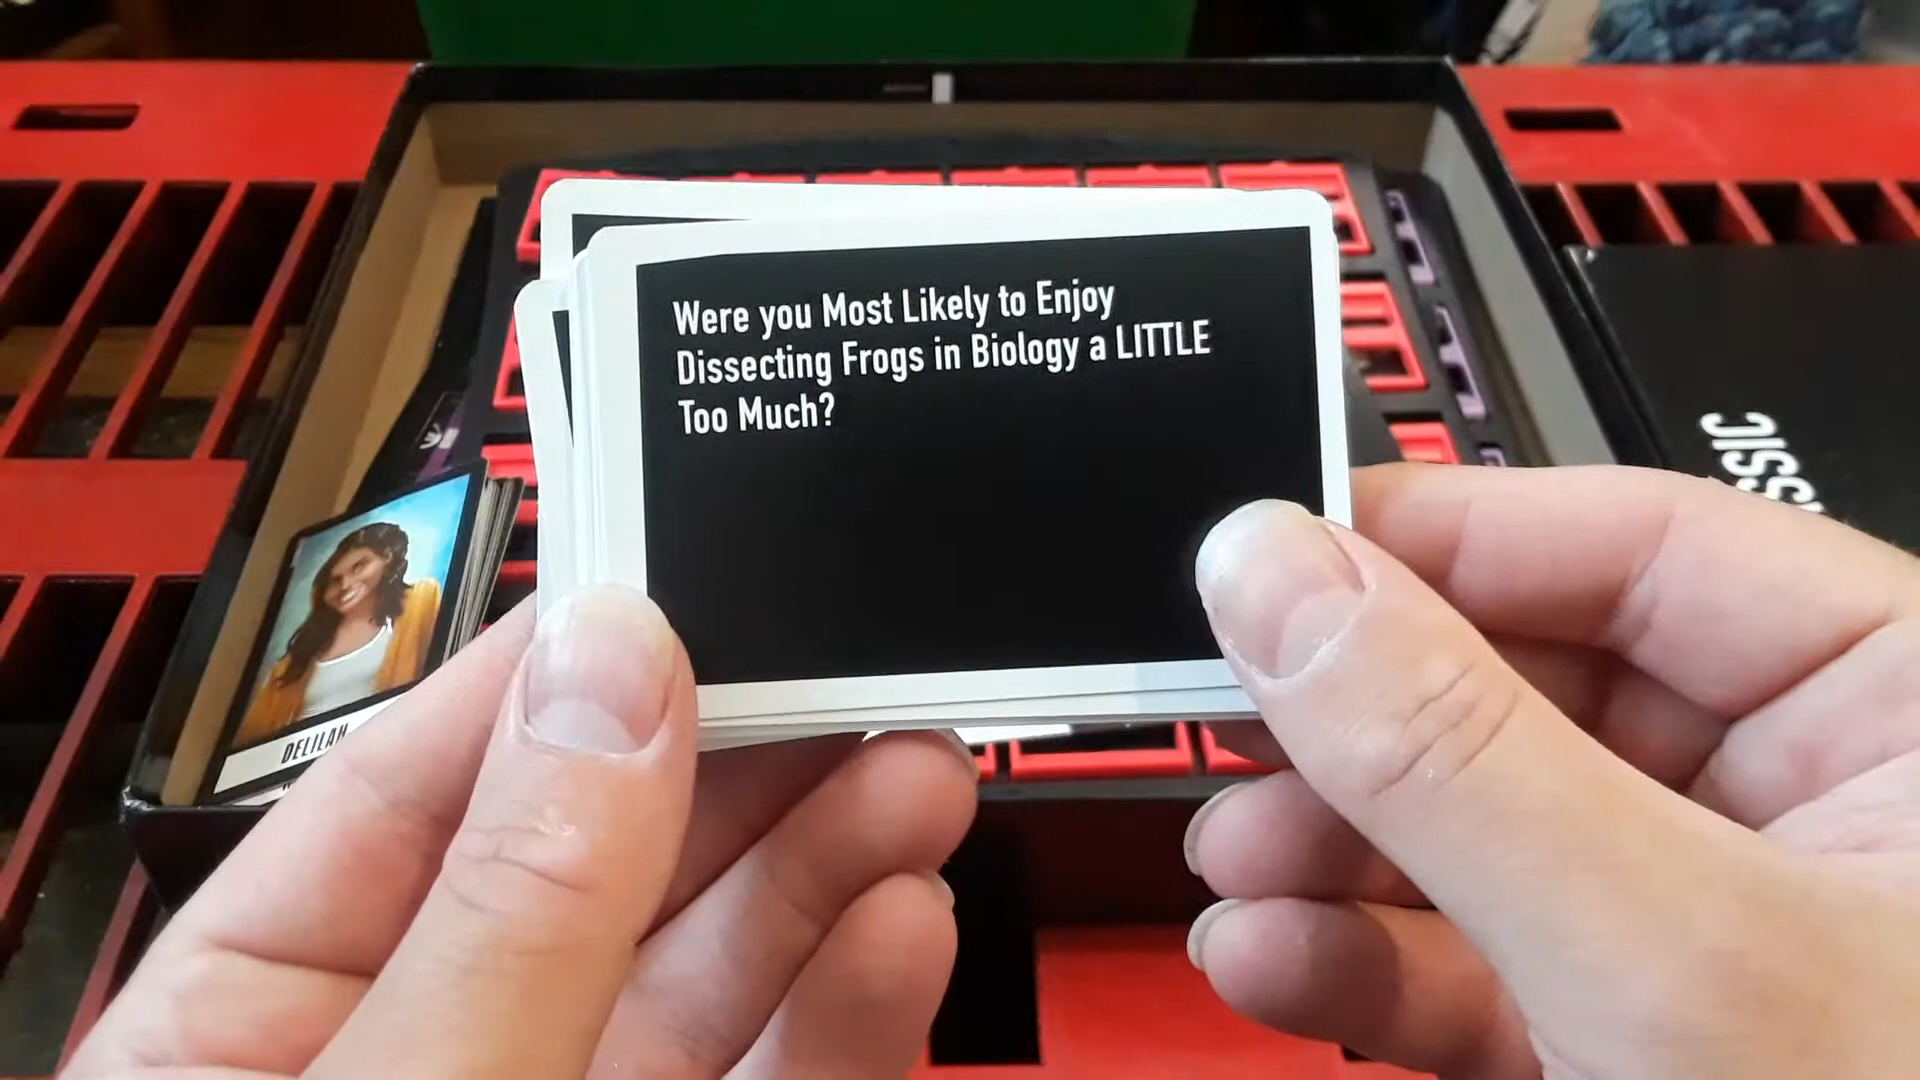 Were you Most Likely to Enjoy
Dissecting Frogs in Biology a LITTLE
Too Much?
DELILAH